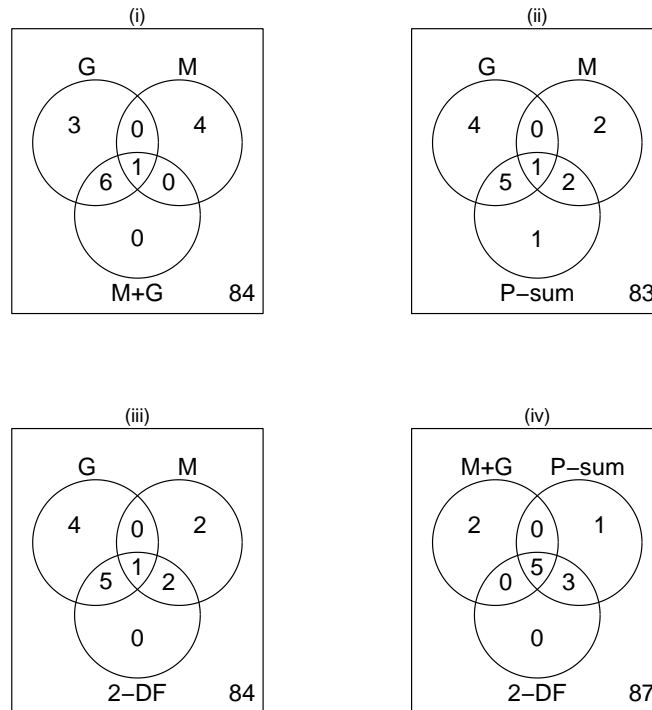 (i)
G M
3 0 4
1
6 0
0
M+G 84
(ii)
G M
4 0 2
1
5 2
1
P−sum 83
(iii)
G M
4 0 2
1
5 2
0
2−DF 84
(iv)
M+G P−sum
2 0 1
5
0 3
0
2−DF 87